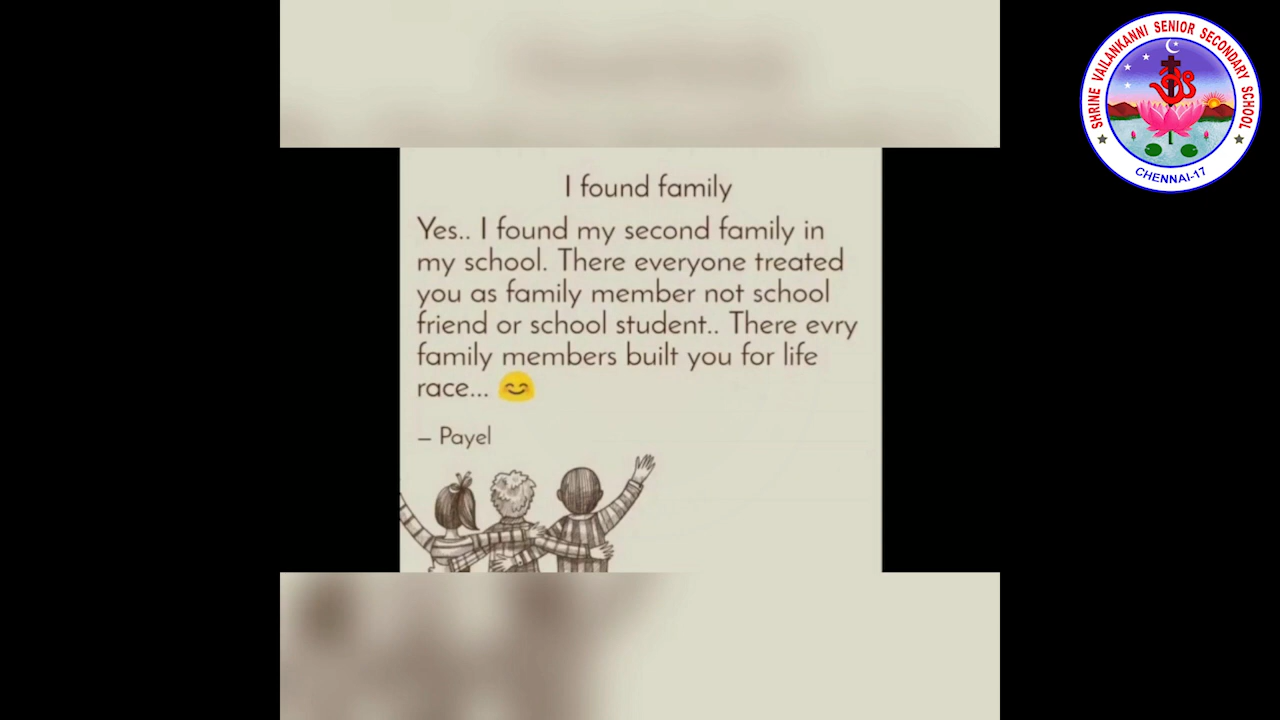 I found family
Yes.. I found my second family in
my school. There everyone treated
you as family member not school
friend or school student.. There evry
family members built you for life
race... 😊
– Payel
SHRINE VAILANKANNI SENIOR SECONDARY SCHOOL
CHENNAI-17